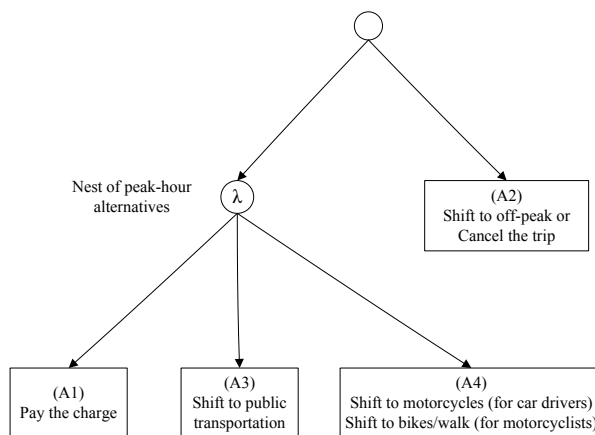 Nest of peak-hour
alternatives
λ
(A2)
Shift to off-peak or
Cancel the trip
(A1)
Pay the charge
(A3)
Shift to public
transportation
(A4)
Shift to motorcycles (for car drivers)
Shift to bikes/walk (for motorcyclists)